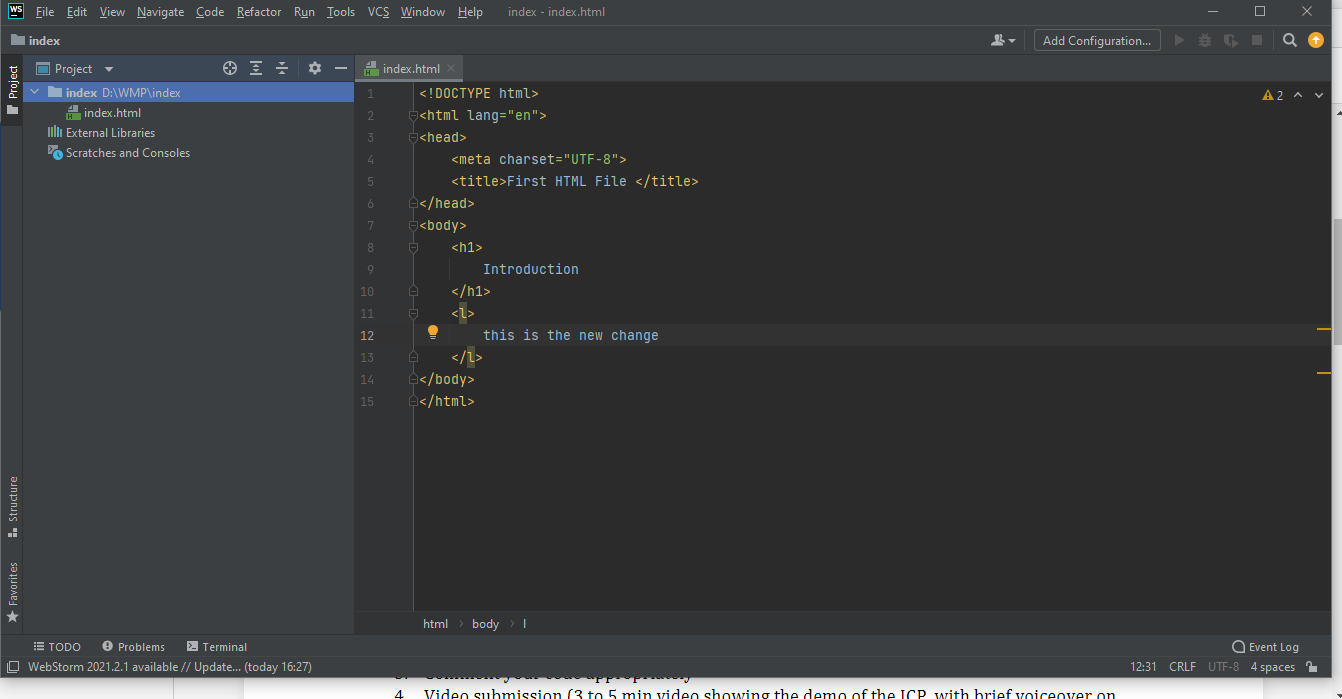 WS File Edit View Navigate Code Refactor Run Tools VCS Window Help index - index.html
index Add Configuration...
Project Project index.html
index D:\WMP\index
index.html
External Libraries
Scratches and Consoles
1 <!DOCTYPE html>
2 <html lang="en">
3 <head>
4 <meta charset="UTF-8">
5 <title>First HTML File </title>
6 </head>
7 <body>
8 <h1>
9 Introduction
10 </h1>
11 <l>
12 this is the new change
13 </l>
14 </body>
15 </html>
2
Structure
Favorites
html body l
TODO Problems Terminal Event Log
WebStorm 2021.2.1 available // Update... (today 16:27) 12:31 CRLF UTF-8 4 spaces
3. Comment your code appropriately
4. Video submission (3 to 5 min video showing the demo of the ICP, with brief voiceover on